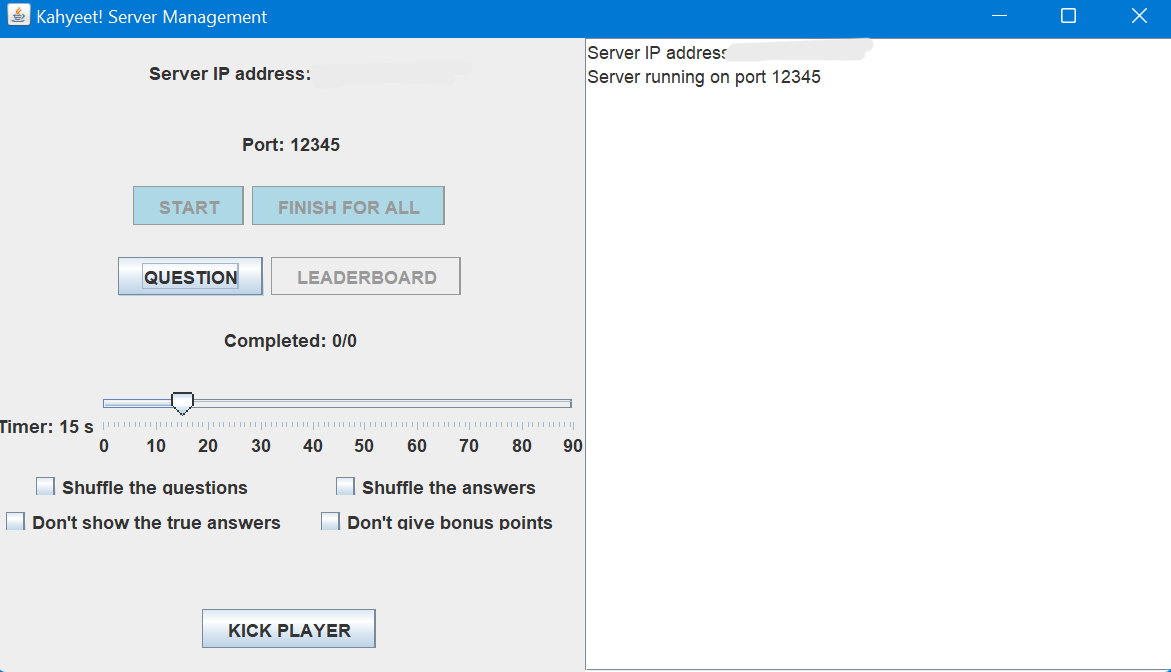 Kahyeet! Server Management
Server IP address:
Port: 12345
START FINISH FOR ALL
QUESTION LEADERBOARD
Completed: 0/0
Timer: 15 s
0 10 20 30 40 50 60 70 80 90
Shuffle the questions Shuffle the answers
Don't show the true answers Don't give bonus points
KICK PLAYER
Server IP address
Server running on port 12345